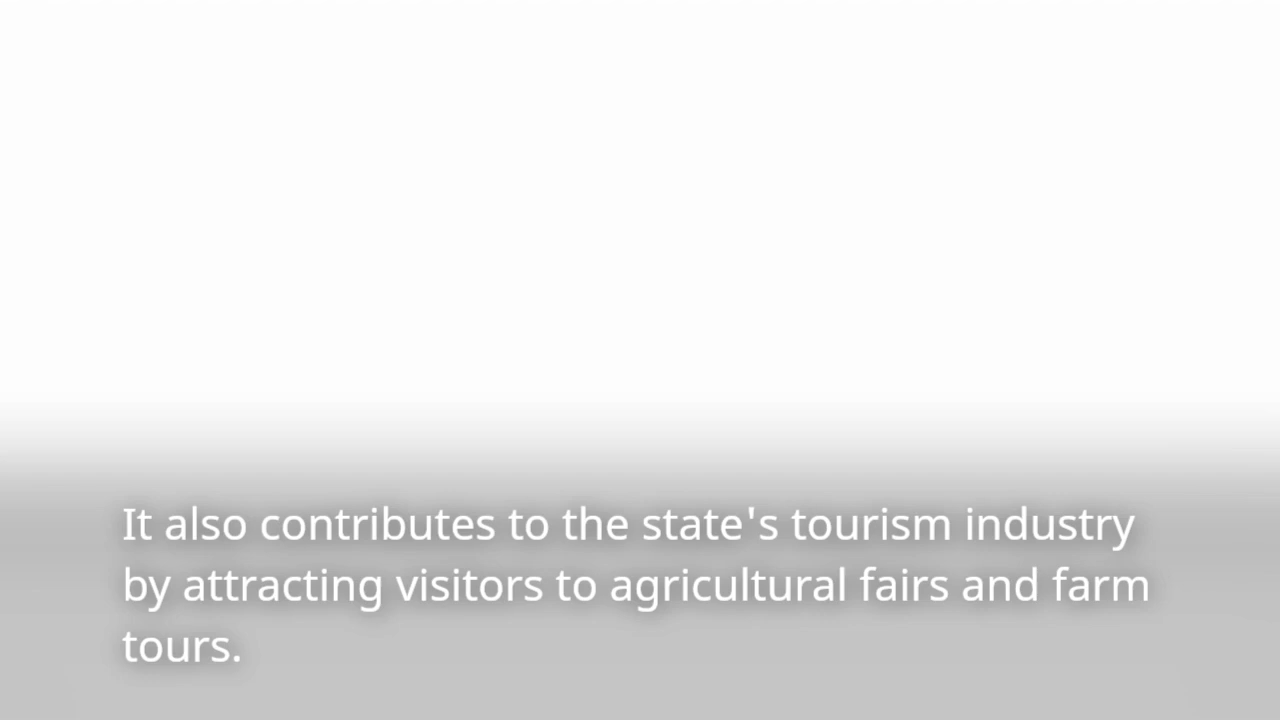 It also contributes to the state's tourism industry
by attracting visitors to agricultural fairs and farm
tours.